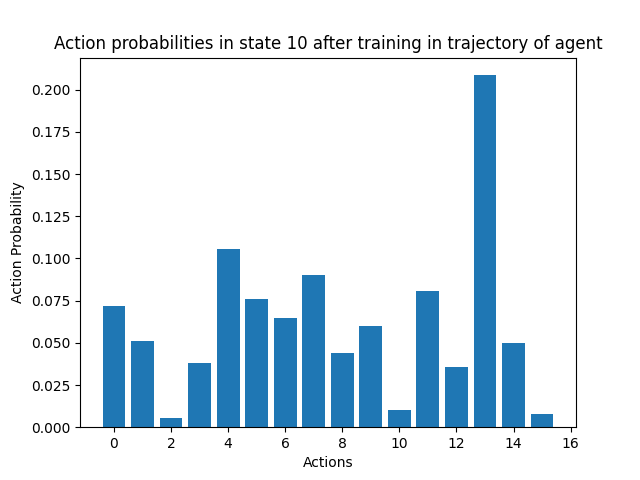 Action probabilities in state 10 after training in trajectory of agent
0.200
0.175
0.150
0.125
0.100
0.075
0.050
0.025
0.000
Action Probability
0 2 4 6 8 10 12 14 16
Actions